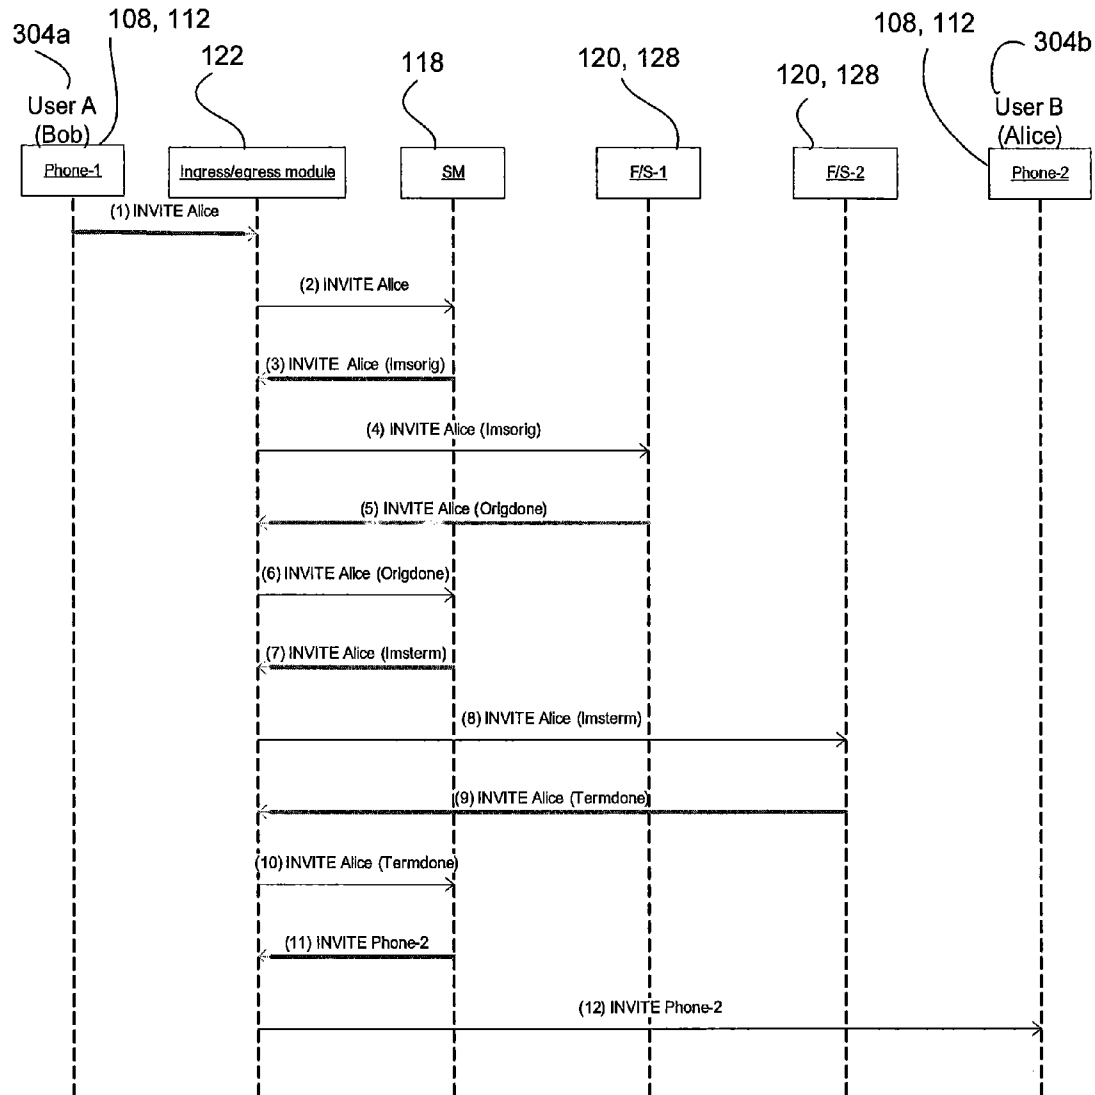 108, 112
304a
122
118
120, 128
120, 128
108, 112
304b
User A
(Bob)
User B
(Alice)
Phone-1
Ingress/egress module
SM
F/S-1
F/S-2
Phone-2
(1) INVITE Alice
(2) INVITE Alice
(3) INVITE Alice (Imsorig)
(4) INVITE Alice (Imsorig)
(5) INVITE Alice (Origdone)
(6) INVITE Alice (Origdone)
(7) INVITE Alice (Imsterm)
(8) INVITE Alice (Imsterm)
(9) INVITE Alice (Termdone)
(10) INVITE Alice (Termdone)
(11) INVITE Phone-2
(12) INVITE Phone-2